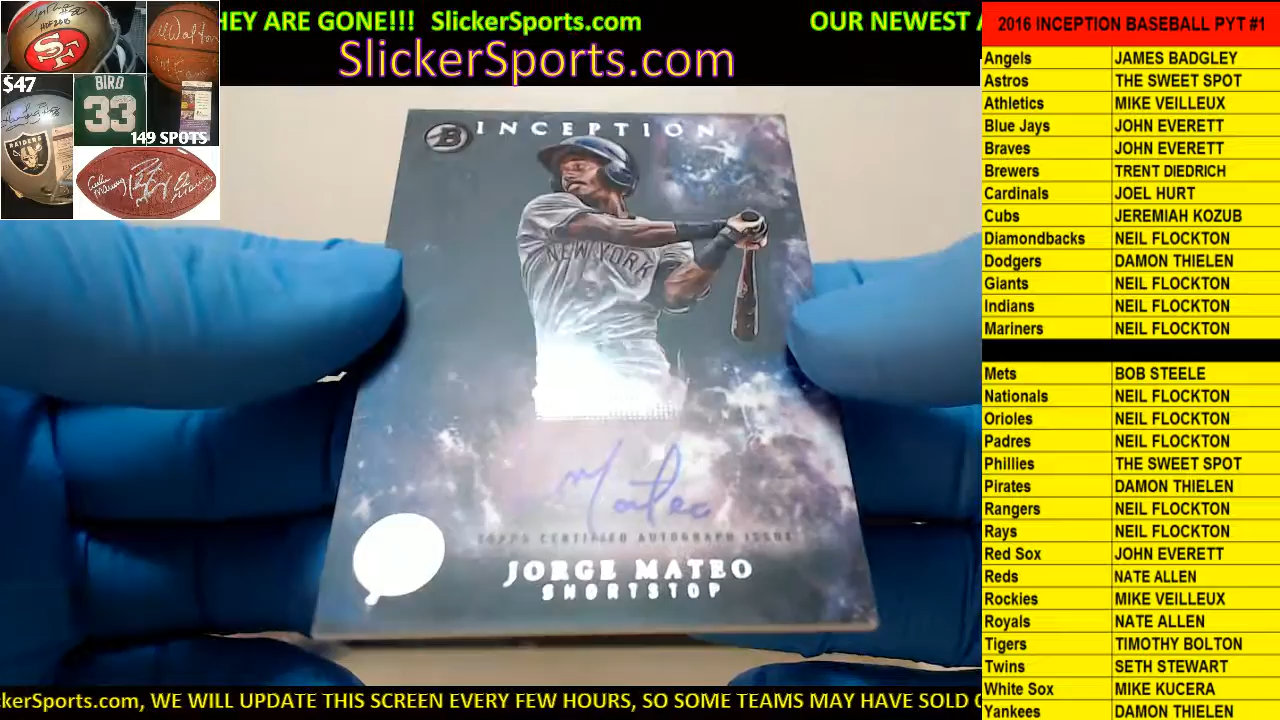 HEY ARE GONE!!! SlickerSports.com OUR NEWEST A
SlickerSports.com
$47
BIRD
33
149 SPOTS
RAIDERS
SF
B INCEPTION
NEW YORK
Mateo
TOPPS CERTIFIED AUTOGRAPH ISSUE
JORGE MATEO
SHORTSTOP
2016 INCEPTION BASEBALL PYT #1
Angels JAMES BADGLEY
Astros THE SWEET SPOT
Athletics MIKE VEILLEUX
Blue Jays JOHN EVERETT
Braves JOHN EVERETT
Brewers TRENT DIEDRICH
Cardinals JOEL HURT
Cubs JEREMIAH KOZUB
Diamondbacks NEIL FLOCKTON
Dodgers DAMON THIELEN
Giants NEIL FLOCKTON
Indians NEIL FLOCKTON
Mariners NEIL FLOCKTON
Mets BOB STEELE
Nationals NEIL FLOCKTON
Orioles NEIL FLOCKTON
Padres NEIL FLOCKTON
Phillies THE SWEET SPOT
Pirates DAMON THIELEN
Rangers NEIL FLOCKTON
Rays NEIL FLOCKTON
Red Sox JOHN EVERETT
Reds NATE ALLEN
Rockies MIKE VEILLEUX
Royals NATE ALLEN
Tigers TIMOTHY BOLTON
Twins SETH STEWART
White Sox MIKE KUCERA
Yankees DAMON THIELEN
ckerSports.com, WE WILL UPDATE THIS SCREEN EVERY FEW HOURS, SO SOME TEAMS MAY HAVE SOLD